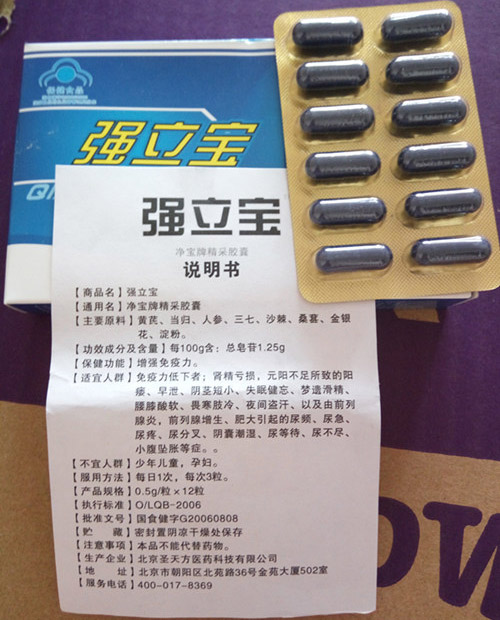 保健食品
强立宝
QI
强立宝
净宝牌精采胶囊
说明书
【商品名】强立宝
【通用名】净宝牌精采胶囊
【主要原料】黄芪、当归、人参、三七、沙棘、桑葚、金银
花、淀粉。
【功效成分及含量】每100g含：总皂苷1.25g
【保健功能】增强免疫力。
【适宜人群】免疫力低下者；肾精亏损，元阳不足所致的阳
痿、早泄、阴茎短小、失眠健忘、梦遗滑精、
腰膝酸软、畏寒肢冷、夜间盗汗、以及由前列
腺炎，前列腺增生、肥大引起的尿频、尿急、
尿疼、尿分叉、阴囊潮湿、尿等待、尿不尽、
小腹坠胀等症。。
【不宜人群】少年儿童，孕妇。
【服用方法】每日1次，每次3粒。
【产品规格】0.5g/粒×12粒
【执行标准】Q/LQB-2006
【批准文号】国食健字G20060808
【贮　　藏】密封置阴凉干燥处保存
【注意事项】本品不能代替药物。
【生产企业】北京圣天方医药科技有限公司
【地　　址】北京市朝阳区北苑路36号金苑大厦502室
【服务电话】400-017-8369
OW